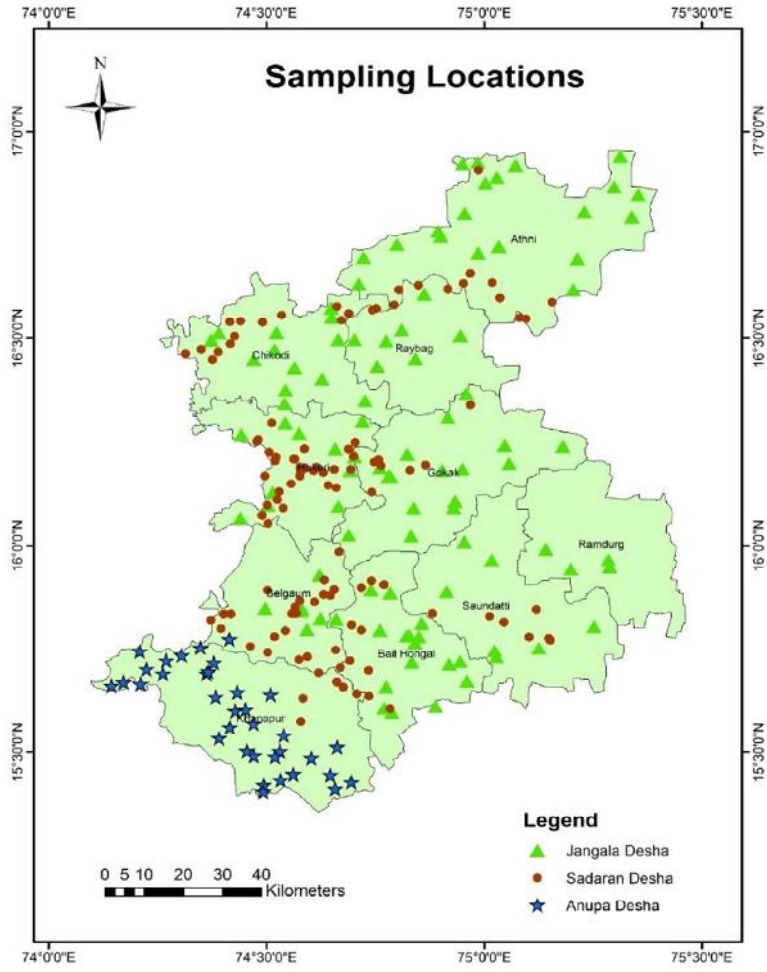 74°0'0"E 74°30'0"E 75°0'0"E 75°30'0"E
N
Sampling Locations
17°0'0"N 17°0'0"N
Athni
16°30'0"N 16°30'0"N
Chikodi
Raybag
Hukeri
Gokak
16°0'0"N 16°0'0"N
Ramdurg
Belgaum
Saundatti
Bail Hongal
Khanapur
15°30'0"N 15°30'0"N
Legend
Jangala Desha
Sadaran Desha
Anupa Desha
0 5 10 20 30 40
Kilometers
74°0'0"E 74°30'0"E 75°0'0"E 75°30'0"E